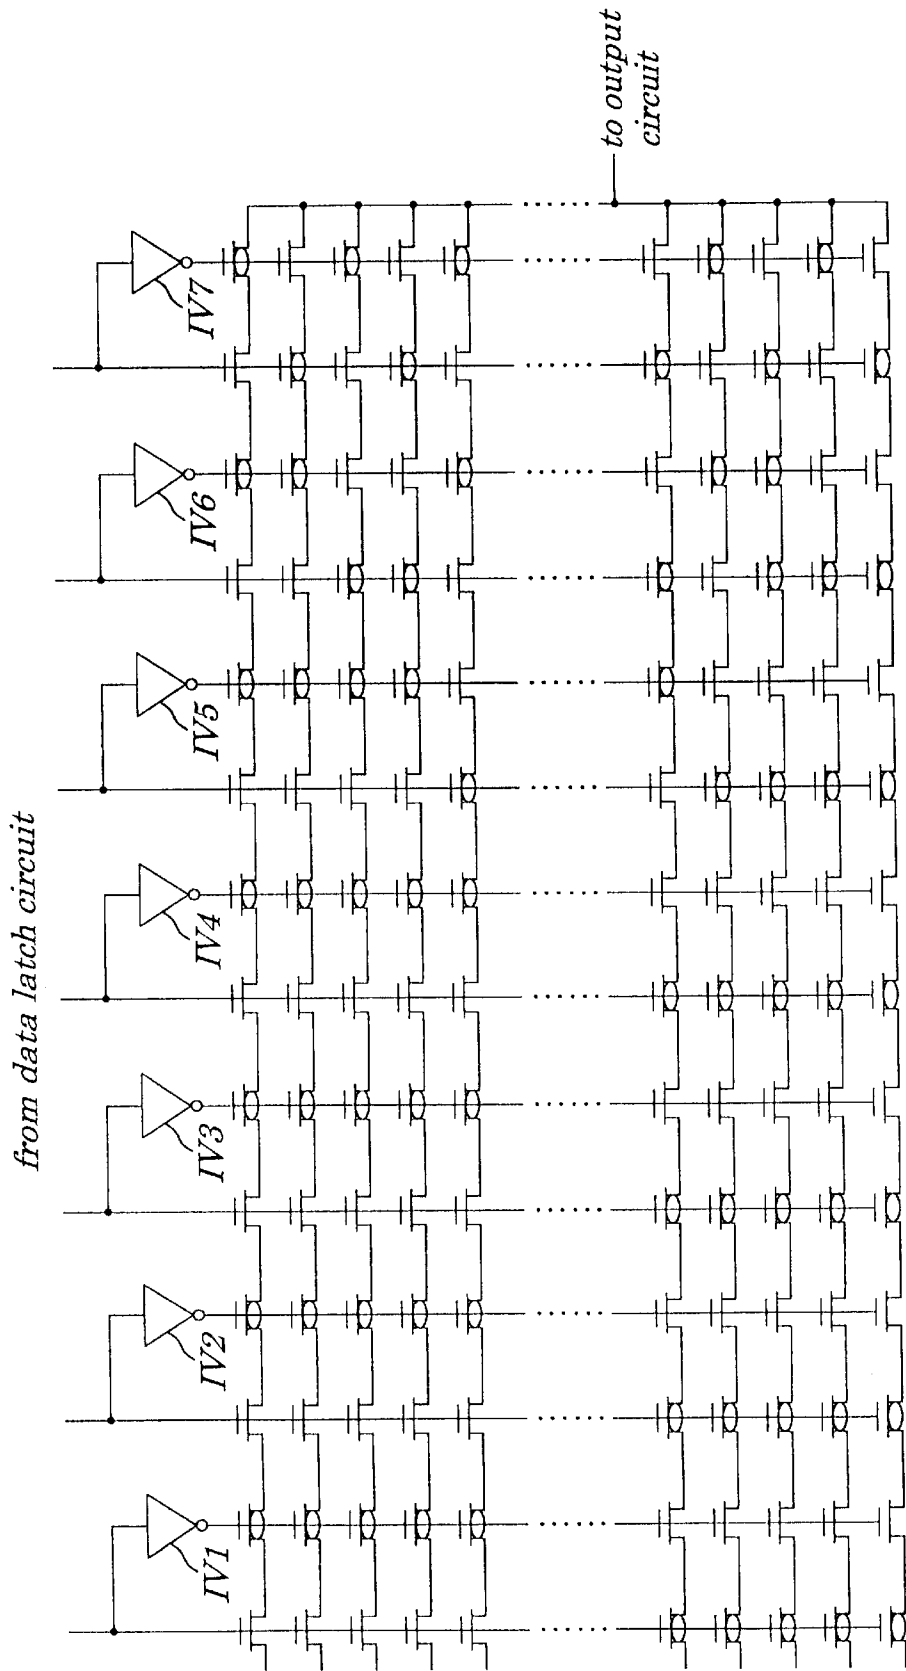 from data latch circuit
IV1
IV2
IV3
IV4
IV5
IV6
IV7
to output
circuit